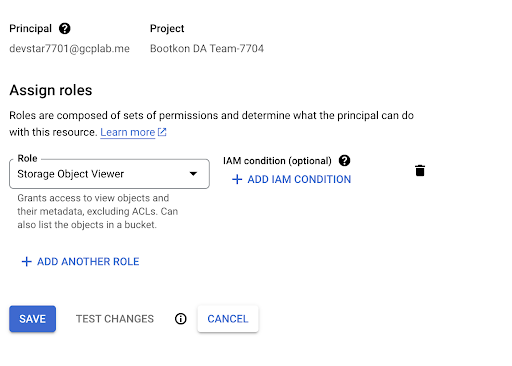 Principal
Project
devstar7701@gcplab.me
Bootkon DA Team-7704
Assign roles
Roles are composed of sets of permissions and determine what the principal can do
with this resource. Learn more
Role
Storage Object Viewer
IAM condition (optional)
ADD IAM CONDITION
Grants access to view objects and
their metadata, excluding ACLs. Can
also list the objects in a bucket.
ADD ANOTHER ROLE
SAVE
TEST CHANGES
CANCEL